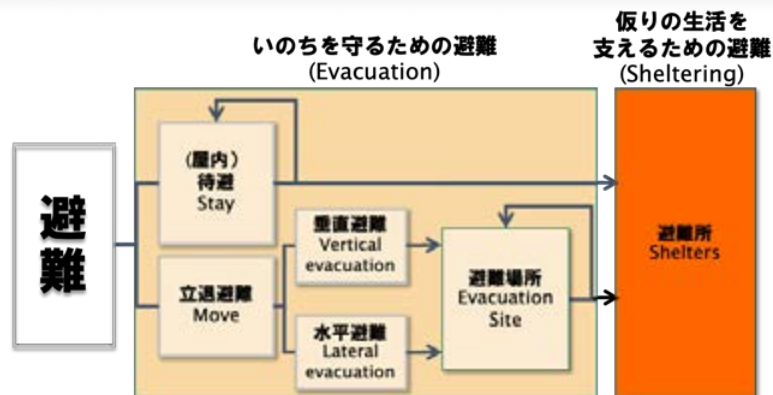 いのちを守るための避難
(Evacuation)
仮りの生活を
支えるための避難
(Sheltering)
避
難
(屋内)
待避
Stay
立退避難
Move
垂直避難
Vertical
evacuation
水平避難
Lateral
evacuation
避難場所
Evacuation
Site
避難所
Shelters